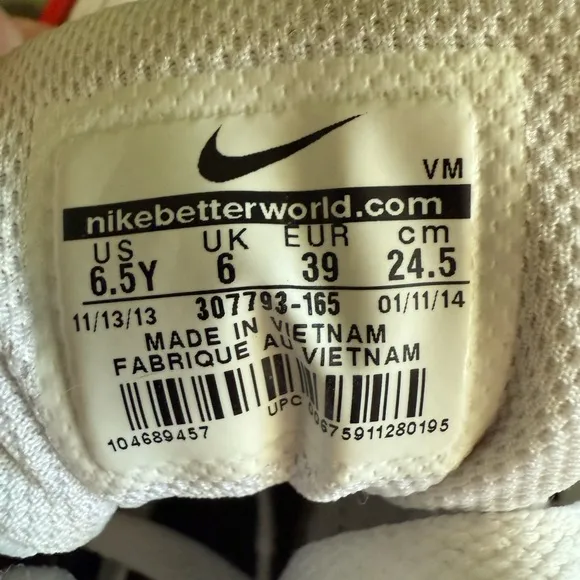 VM
nikebetterworld.com
US UK EUR cm
6.5Y 6 39 24.5
11/13/13 307793-165 01/11/14
MADE IN VIETNAM
FABRIQUE AU VIETNAM
104689457 UPC 00675911280195